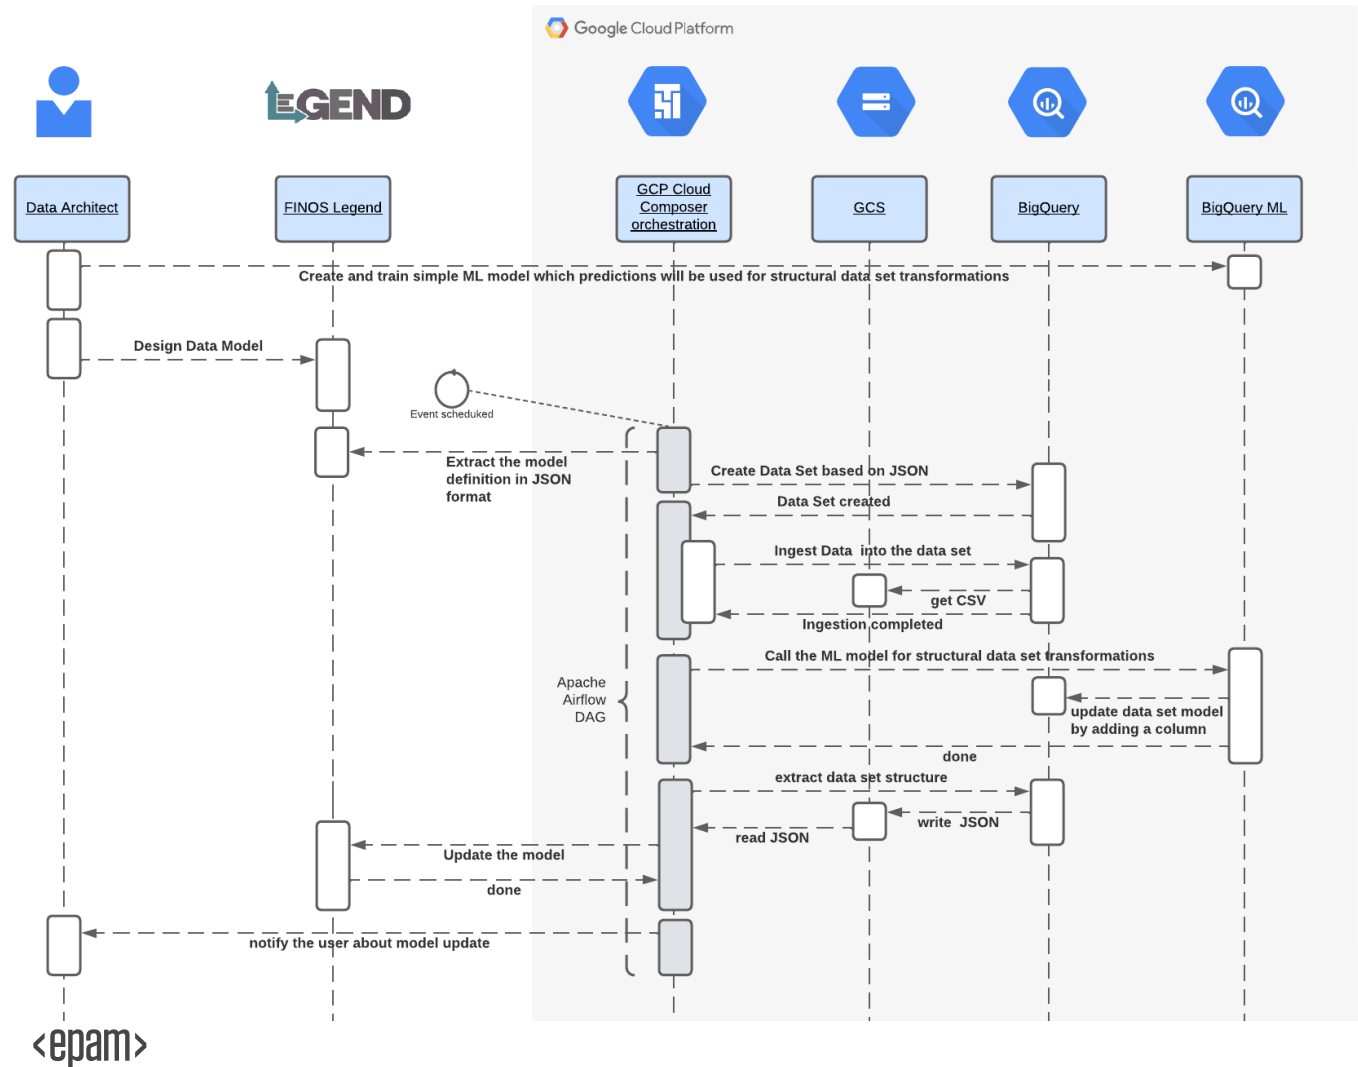 Google Cloud Platform
LEGEND
Data Architect
FINOS Legend
GCP Cloud
Composer
orchestration
GCS
BigQuery
BigQuery ML
Create and train simple ML model which predictions will be used for structural data set transformations
Design Data Model
Event scheduked
Extract the model
definition in JSON
format
Create Data Set based on JSON
Data Set created
Ingest Data into the data set
get CSV
Ingestion completed
Call the ML model for structural data set transformations
Apache
Airflow
DAG
update data set model
by adding a column
done
extract data set structure
write JSON
read JSON
Update the model
done
notify the user about model update
<epam>